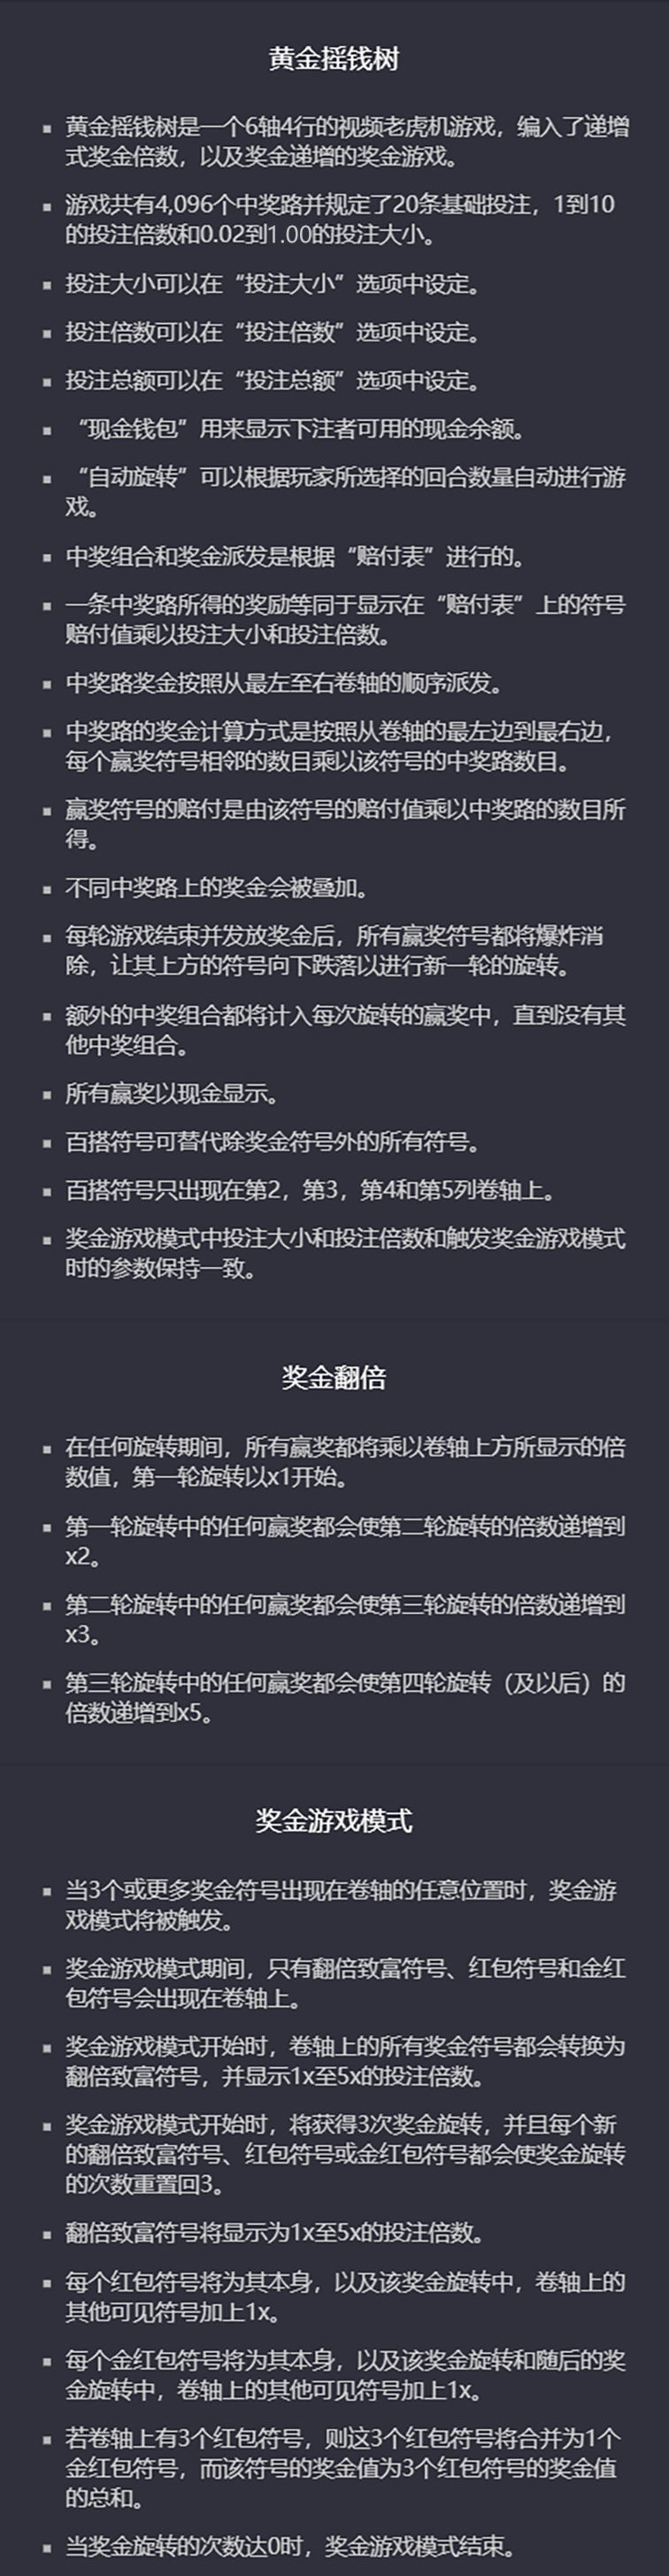 黄金摇钱树
▪ 黄金摇钱树是一个6轴4行的视频老虎机游戏，编入了递增
式奖金倍数，以及奖金递增的奖金游戏。
▪ 游戏共有4,096个中奖路并规定了20条基础投注，1到10
的投注倍数和0.02到1.00的投注大小。
▪ 投注大小可以在“投注大小”选项中设定。
▪ 投注倍数可以在“投注倍数”选项中设定。
▪ 投注总额可以在“投注总额”选项中设定。
▪ “现金钱包”用来显示下注者可用的现金余额。
▪ “自动旋转”可以根据玩家所选择的回合数量自动进行游
戏。
▪ 中奖组合和奖金派发是根据“赔付表”进行的。
▪ 一条中奖路所得的奖励等同于显示在“赔付表”上的符号
赔付值乘以投注大小和投注倍数。
▪ 中奖路奖金按照从最左至右卷轴的顺序派发。
▪ 中奖路的奖金计算方式是按照从卷轴的最左边到最右边，
每个赢奖符号相邻的数目乘以该符号的中奖路数目。
▪ 赢奖符号的赔付是由该符号的赔付值乘以中奖路的数目所
得。
▪ 不同中奖路上的奖金会被叠加。
▪ 每轮游戏结束并发放奖金后，所有赢奖符号都将爆炸消
除，让其上方的符号向下跌落以进行新一轮的旋转。
▪ 额外的中奖组合都将计入每次旋转的赢奖中，直到没有其
他中奖组合。
▪ 所有赢奖以现金显示。
▪ 百搭符号可替代除奖金符号外的所有符号。
▪ 百搭符号只出现在第2，第3，第4和第5列卷轴上。
▪ 奖金游戏模式中投注大小和投注倍数和触发奖金游戏模式
时的参数保持一致。
奖金翻倍
▪ 在任何旋转期间，所有赢奖都将乘以卷轴上方所显示的倍
数值，第一轮旋转以x1开始。
▪ 第一轮旋转中的任何赢奖都会使第二轮旋转的倍数递增到
x2。
▪ 第二轮旋转中的任何赢奖都会使第三轮旋转的倍数递增到
x3。
▪ 第三轮旋转中的任何赢奖都会使第四轮旋转（及以后）的
倍数递增到x5。
奖金游戏模式
▪ 当3个或更多奖金符号出现在卷轴的任意位置时，奖金游
戏模式将被触发。
▪ 奖金游戏模式期间，只有翻倍致富符号、红包符号和金红
包符号会出现在卷轴上。
▪ 奖金游戏模式开始时，卷轴上的所有奖金符号都会转换为
翻倍致富符号，并显示1x至5x的投注倍数。
▪ 奖金游戏模式开始时，将获得3次奖金旋转，并且每个新
的翻倍致富符号、红包符号或金红包符号都会使奖金旋转
的次数重置回3。
▪ 翻倍致富符号将显示为1x至5x的投注倍数。
▪ 每个红包符号将为其本身，以及该奖金旋转中，卷轴上的
其他可见符号加上1x。
▪ 每个金红包符号将为其本身，以及该奖金旋转和随后的奖
金旋转中，卷轴上的其他可见符号加上1x。
▪ 若卷轴上有3个红包符号，则这3个红包符号将合并为1个
金红包符号，而该符号的奖金值为3个红包符号的奖金值
的总和。
▪ 当奖金旋转的次数达0时，奖金游戏模式结束。